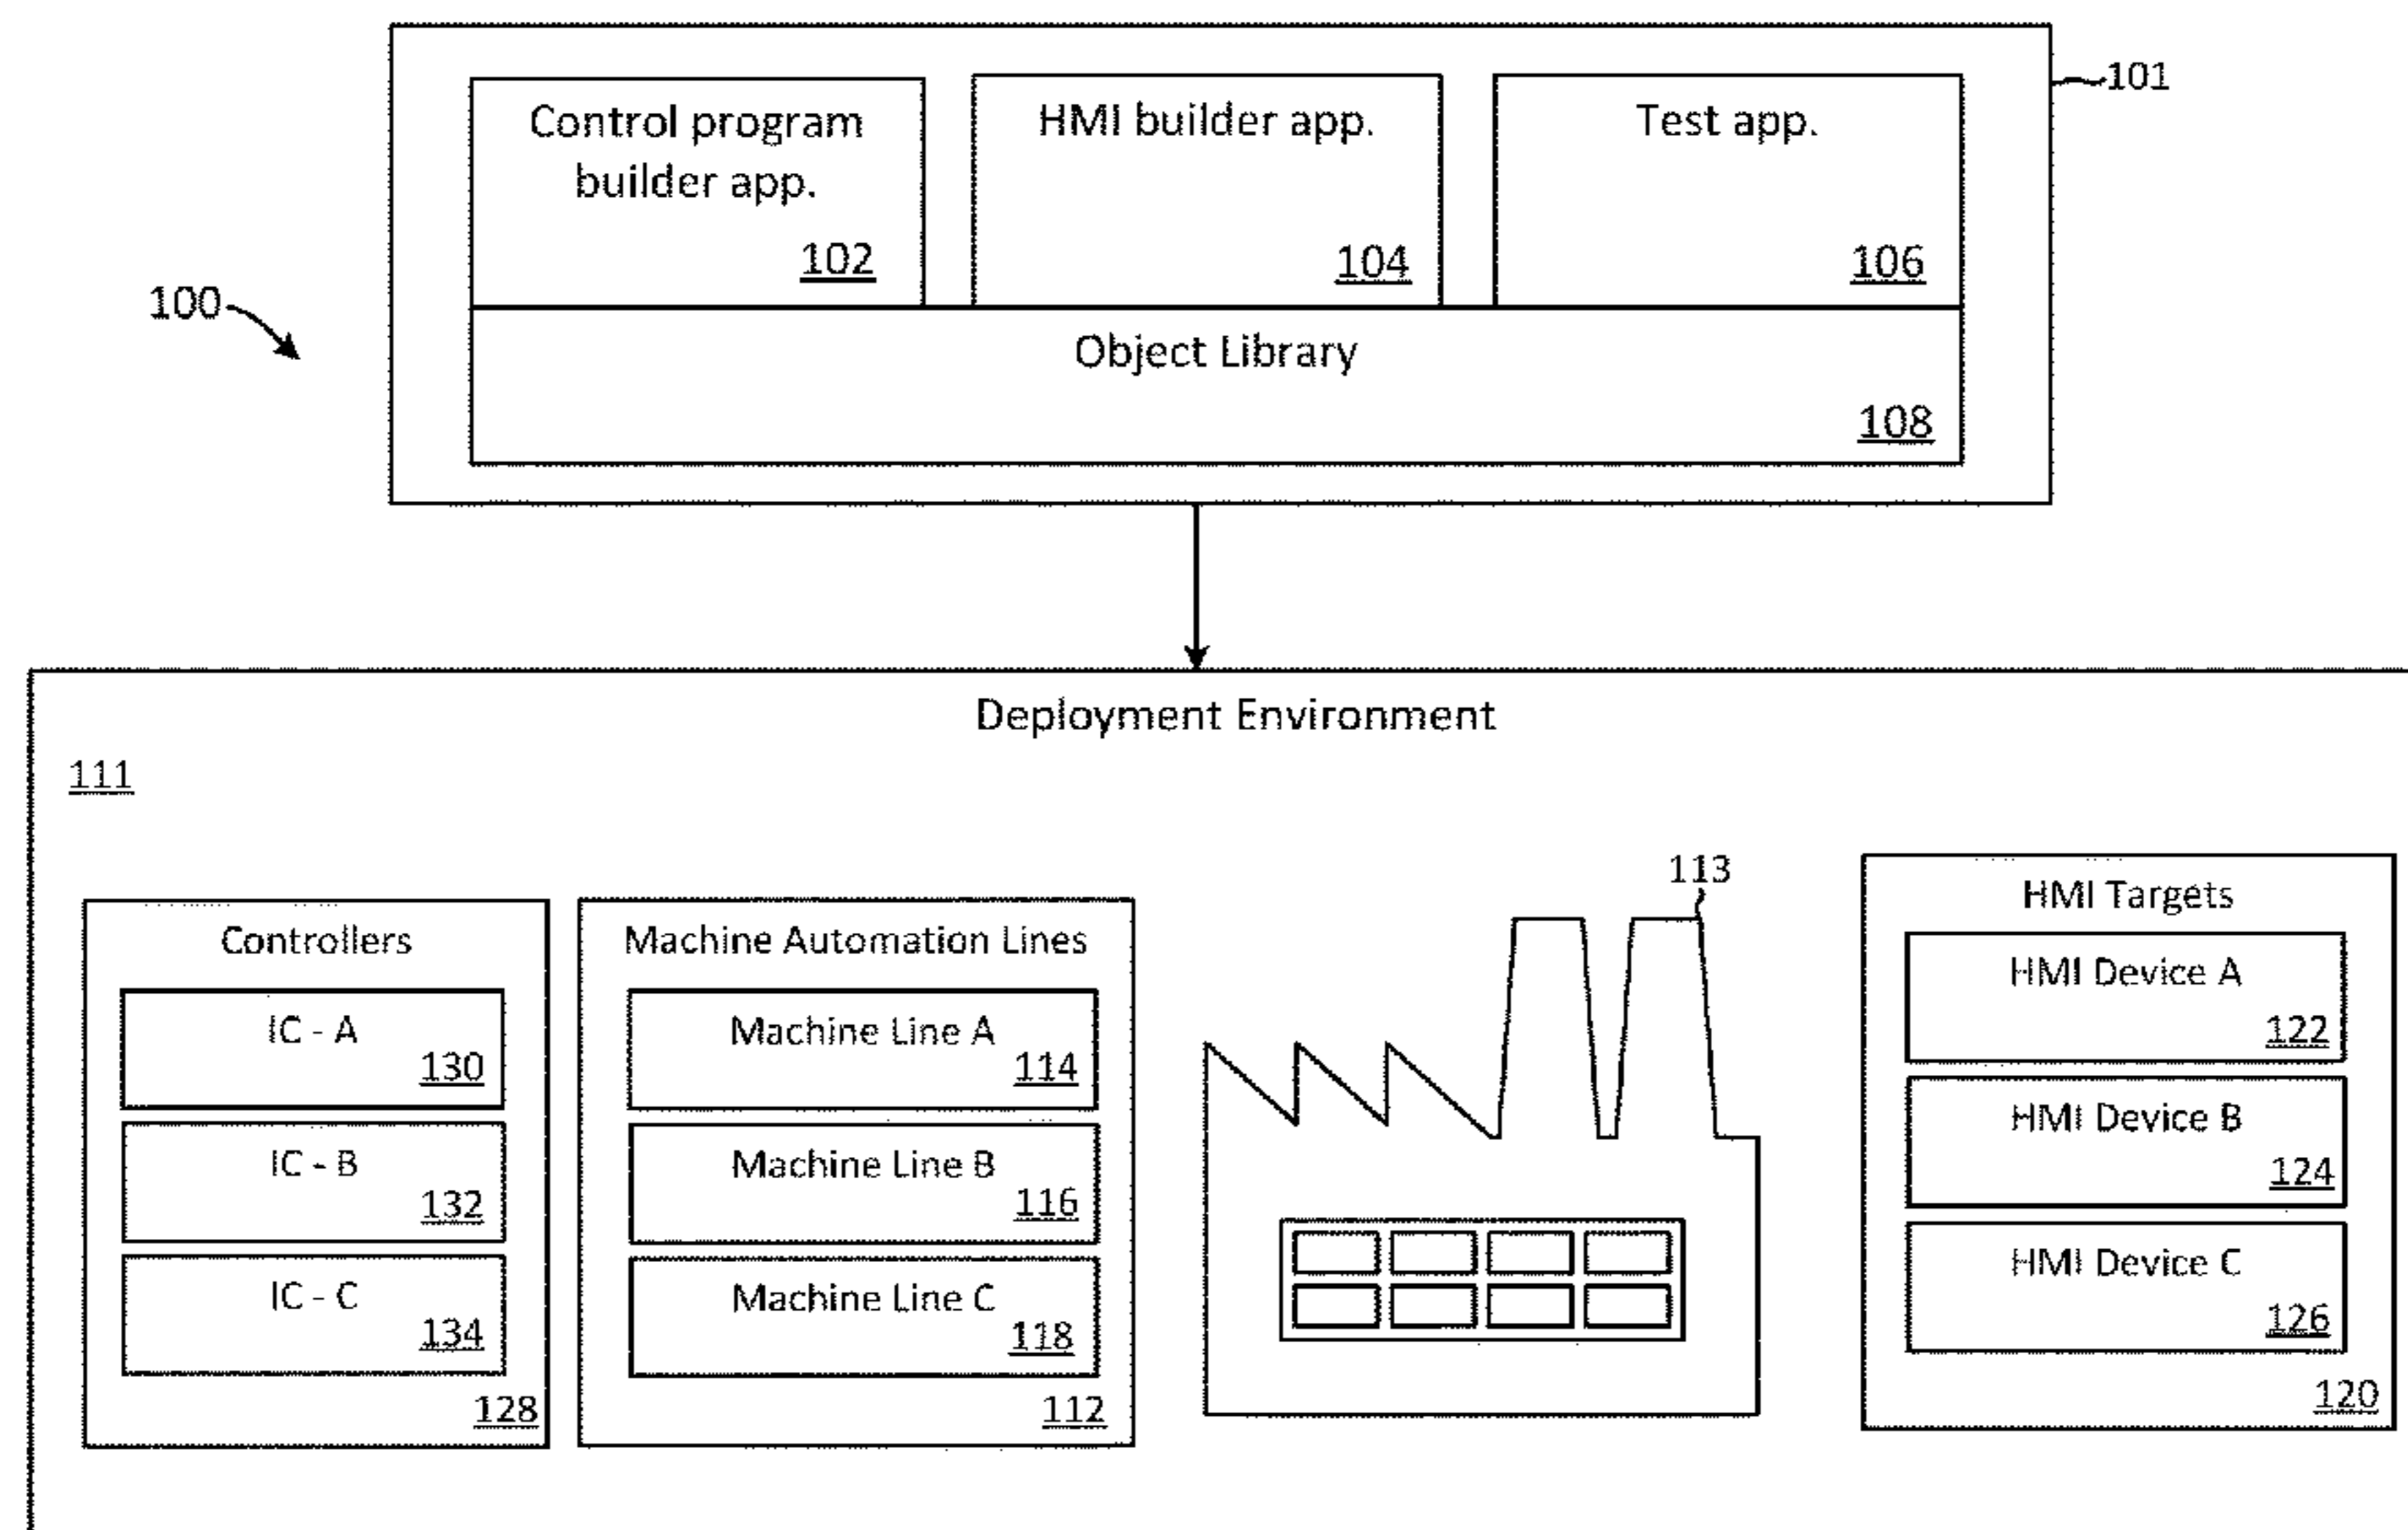 101
Control program
builder app.
102
HMI builder app.
104
Test app.
106
100
Object Library
108
Deployment Environment
111
Controllers
IC - A
130
IC - B
132
IC - C
134
128
Machine Automation Lines
Machine Line A
114
Machine Line B
116
Machine Line C
118
112
113
HMI Targets
HMI Device A
122
HMI Device B
124
HMI Device C
126
120